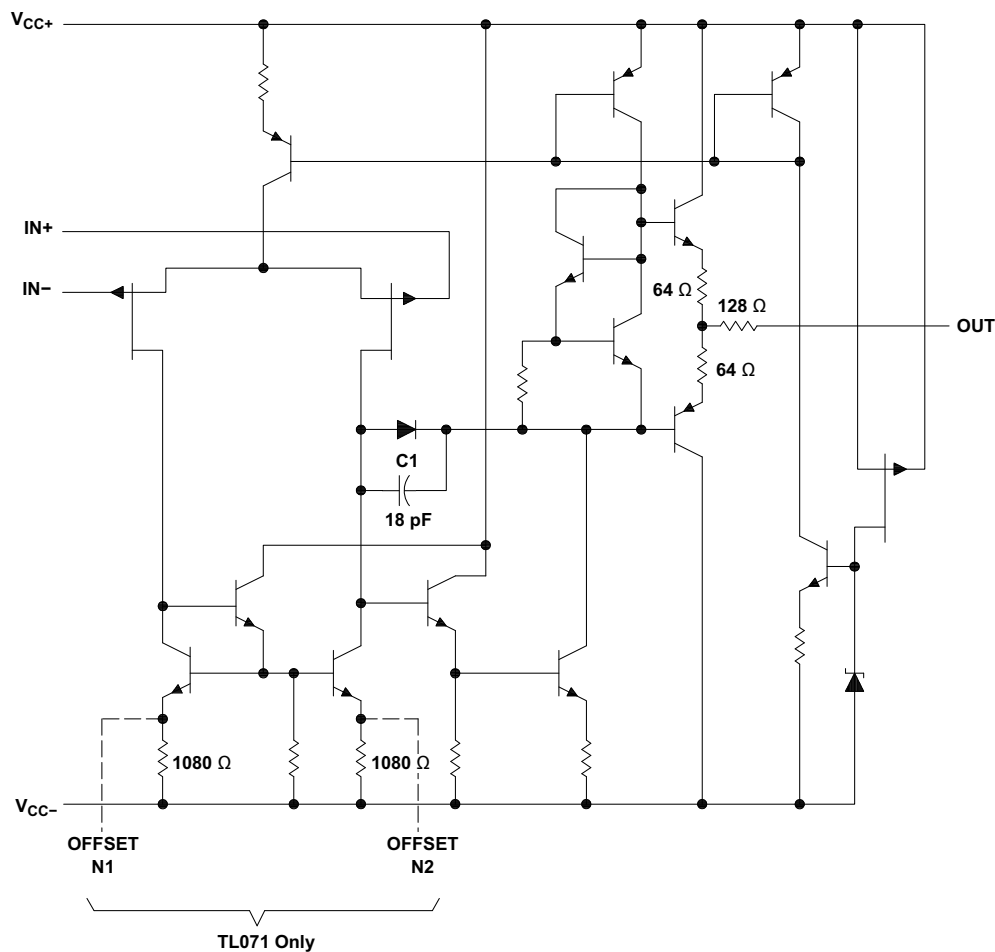 VCC+
IN+
IN−
64 Ω
128 Ω
OUT
64 Ω
C1
18 pF
1080 Ω
1080 Ω
VCC−
OFFSET
N1
OFFSET
N2
TL071 Only